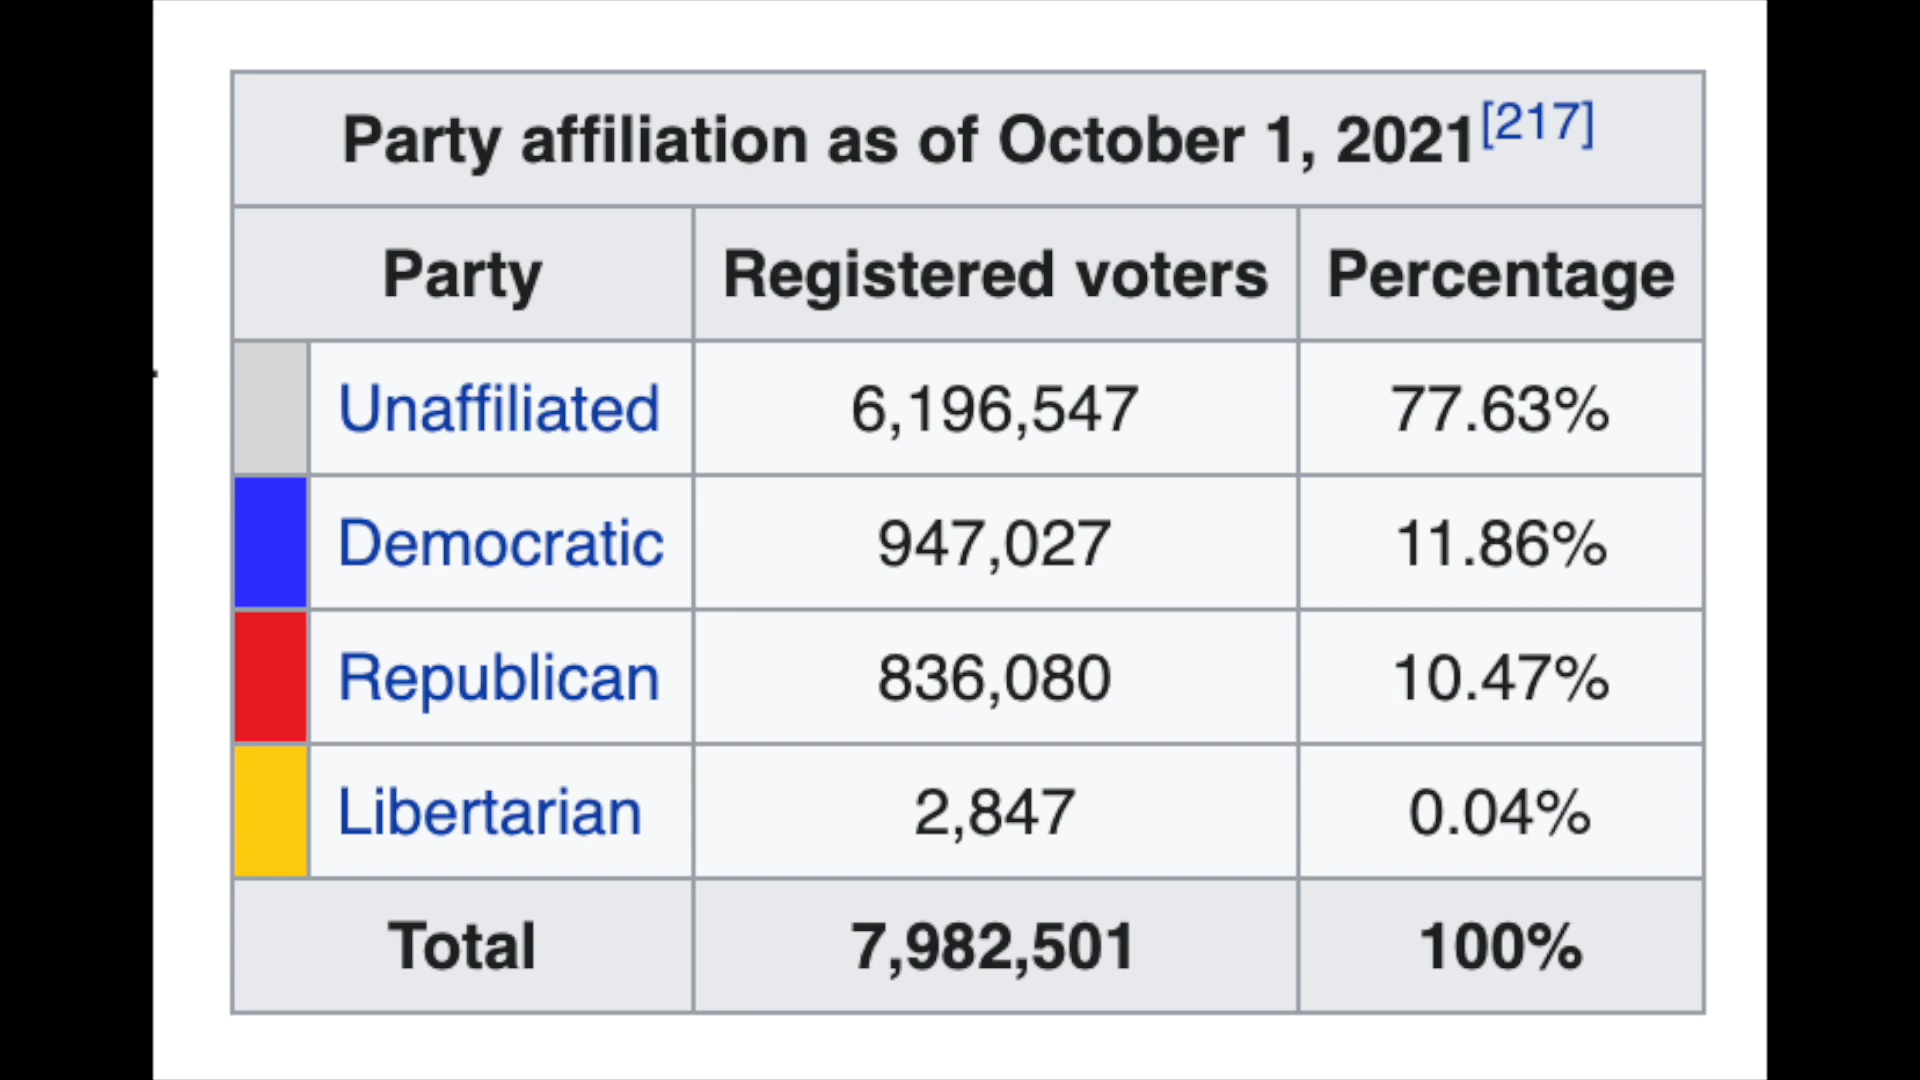 Party affiliation as of October 1, 2021[217]
Party Registered voters Percentage
Unaffiliated 6,196,547 77.63%
Democratic 947,027 11.86%
Republican 836,080 10.47%
Libertarian 2,847 0.04%
Total 7,982,501 100%